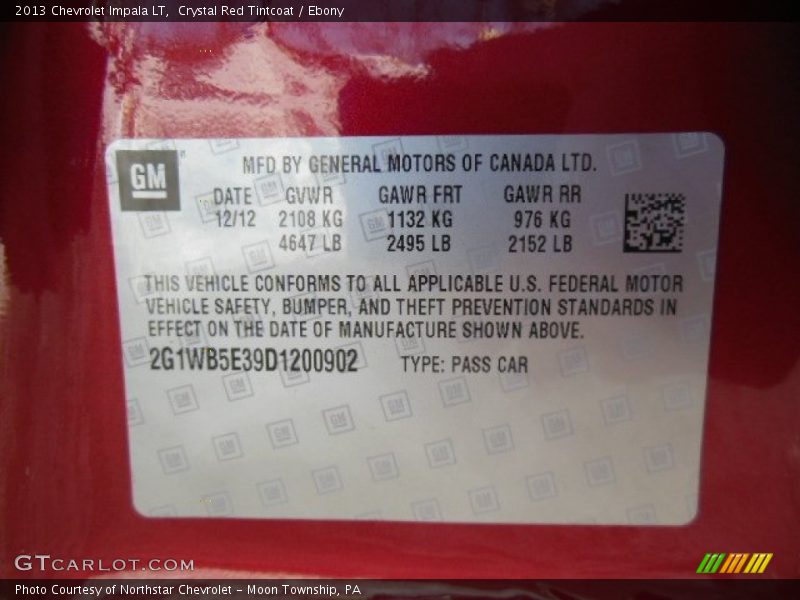 2013 Chevrolet Impala LT,  Crystal Red Tintcoat / Ebony
GM
MFD BY GENERAL MOTORS OF CANADA LTD.
DATE GVWR GAWR FRT GAWR RR
12/12 2108 KG 1132 KG 976 KG
4647 LB 2495 LB 2152 LB
THIS VEHICLE CONFORMS TO ALL APPLICABLE U.S. FEDERAL MOTOR
VEHICLE SAFETY, BUMPER, AND THEFT PREVENTION STANDARDS IN
EFFECT ON THE DATE OF MANUFACTURE SHOWN ABOVE.
2G1WB5E39D1200902 TYPE: PASS CAR
GTCARLOT.COM
Photo Courtesy of Northstar Chevrolet - Moon Township, PA